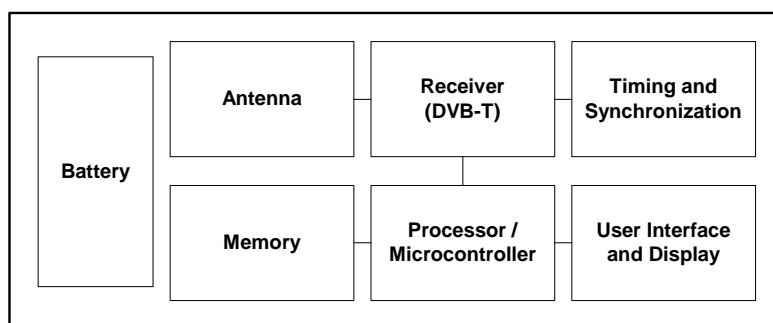 Battery
Antenna
Receiver
(DVB-T)
Timing and
Synchronization
Memory
Processor /
Microcontroller
User Interface
and Display